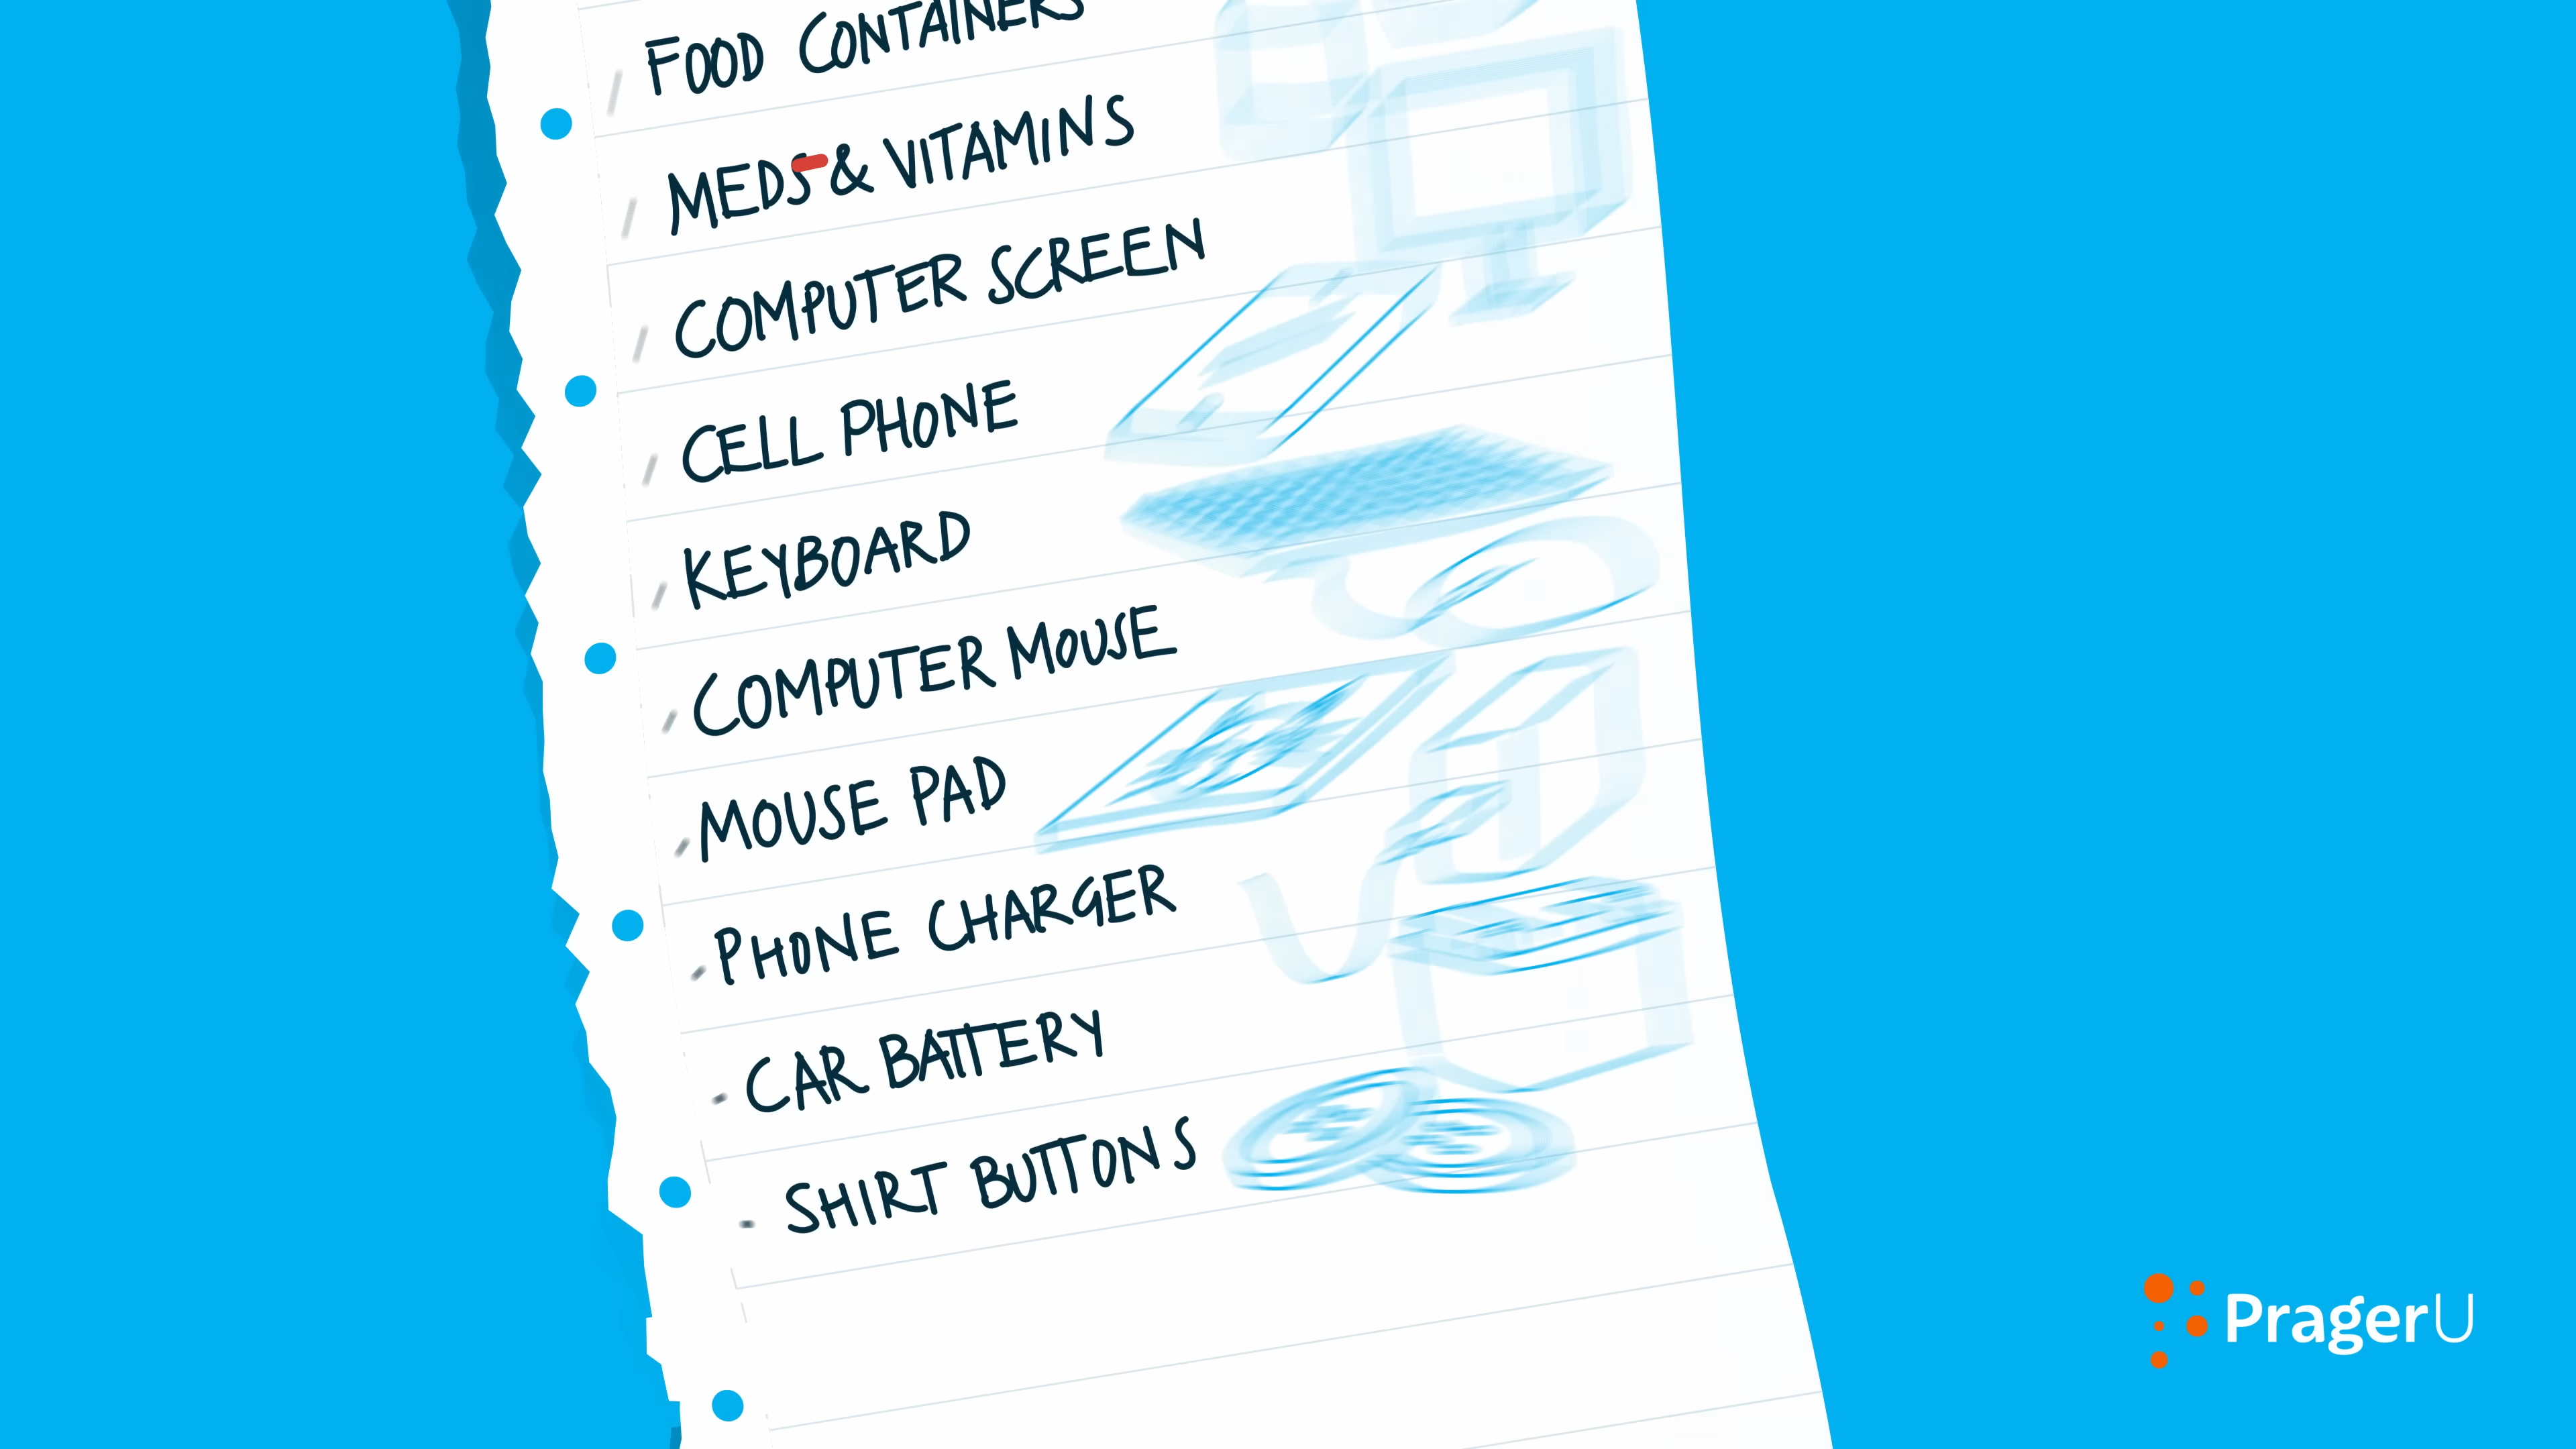 FOOD CONTAINERS
MEDS & VITAMINS
COMPUTER SCREEN
CELL PHONE
KEYBOARD
COMPUTER MOUSE
MOUSE PAD
PHONE CHARGER
CAR BATTERY
- SHIRT BUTTONS
PragerU